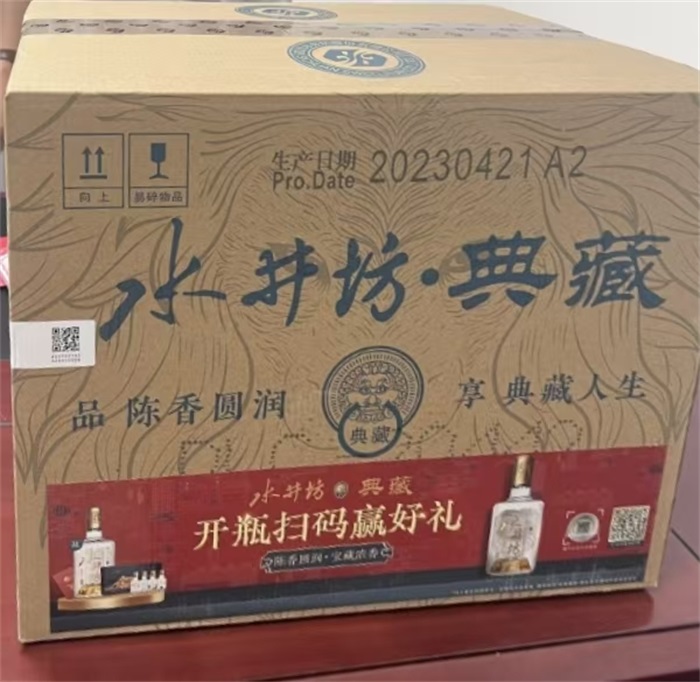 生产日期
Pro.Date 20230421 A2
向上
易碎物品
水井坊·典藏
品 陈香圆润
享 典藏人生
典藏
水井坊 典藏
开瓶扫码赢好礼
陈香圆润·宝藏浓香